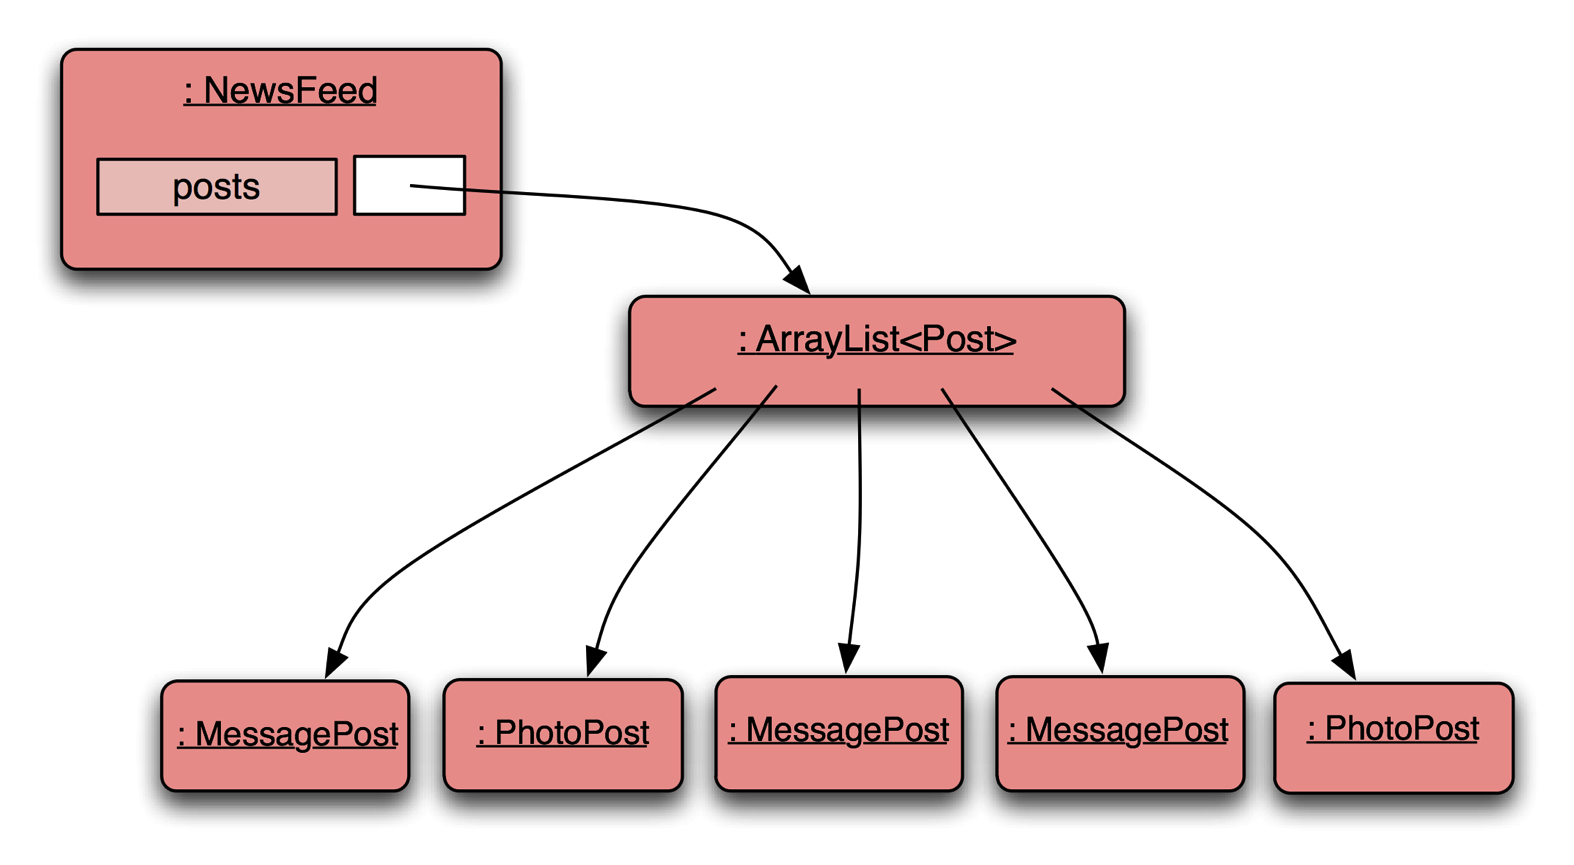 : NewsFeed
posts
: ArrayList<Post>
: MessagePost
: PhotoPost
: MessagePost
: MessagePost
: PhotoPost